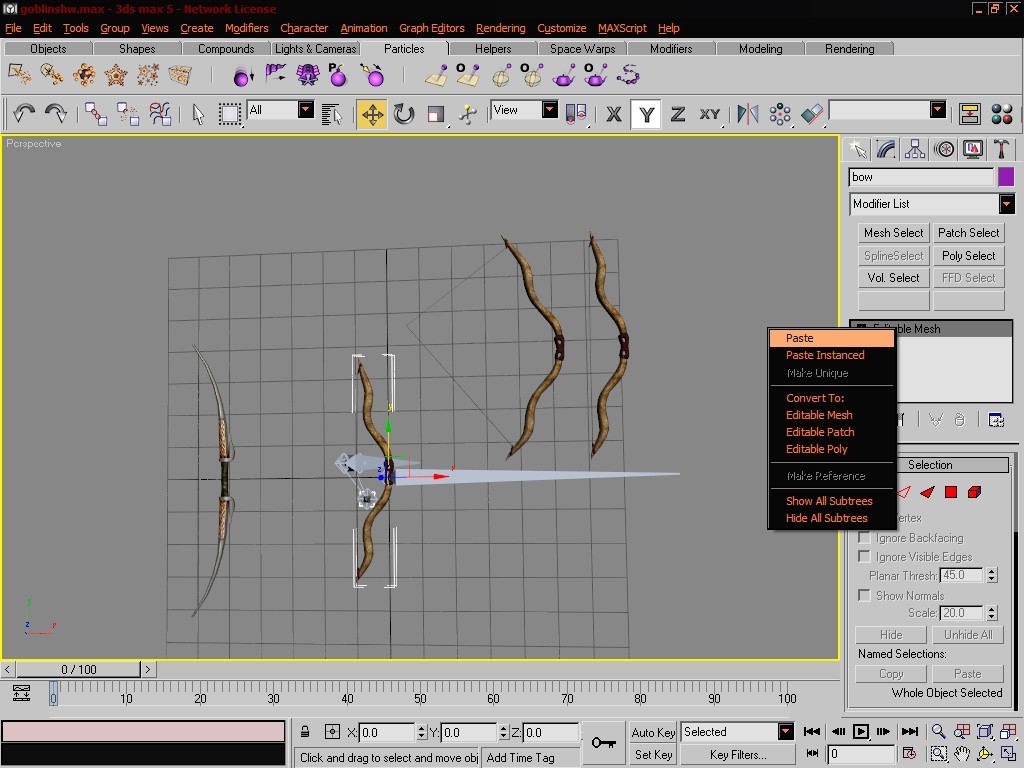 goblinshw.max - 3ds max 5 - Network License
File Edit Tools Group Views Create Modifiers Character Animation Graph Editors Rendering Customize MAXScript Help
Objects Shapes Compounds Lights & Cameras Particles Helpers Space Warps Modifiers Modeling Rendering
All View X Y Z XY
Perspective
bow
Modifier List
Mesh Select Patch Select
SplineSelect Poly Select
Vol. Select FFD Select
Editable Mesh
Paste
Paste Instanced
Make Unique
Convert To:
Editable Mesh
Editable Patch
Editable Poly
Make Reference
Show All Subtrees
Hide All Subtrees
Selection
Ignore Backfacing
Ignore Visible Edges
Planar Thresh: 45.0
Show Normals
Scale: 20.0
Hide Unhide All
Named Selections:
Copy Paste
Whole Object Selected
y
z
x
y
z x
< 0 / 100 >
0 10 20 30 40 50 60 70 80 90 100
X: 0.0 Y: 0.0 Z: 0.0 Auto Key Selected
Click and drag to select and move obj Add Time Tag Set Key Key Filters... 0